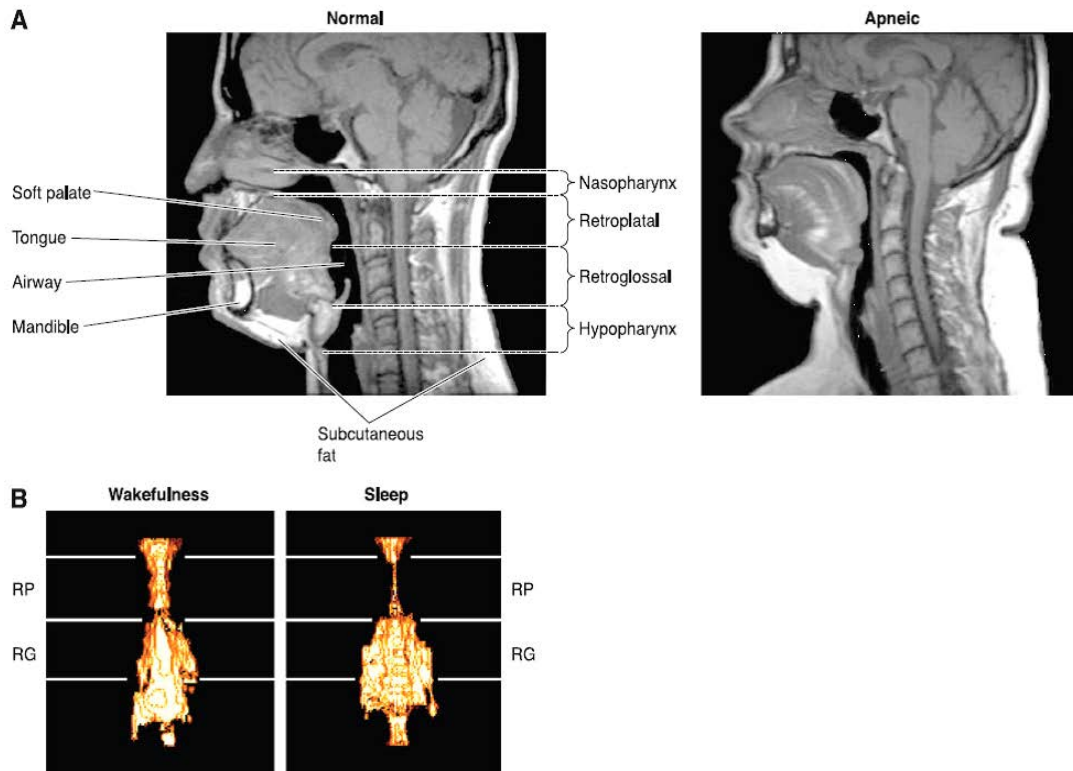 A
Normal
Apneic
Soft palate
Tongue
Airway
Mandible
Nasopharynx
Retroplatal
Retroglossal
Hypopharynx
Subcutaneous
fat
B
Wakefulness
Sleep
RP
RP
RG
RG